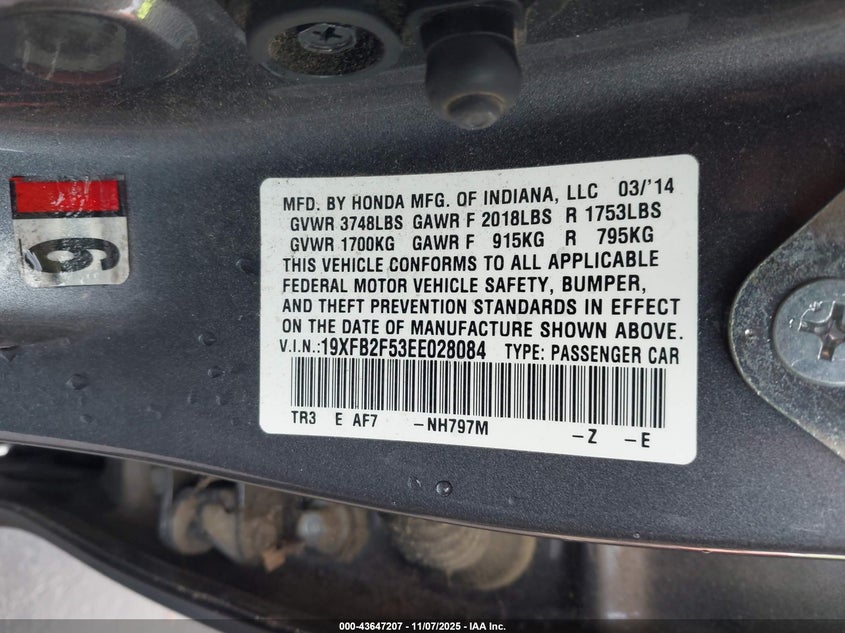 MFD. BY HONDA MFG. OF INDIANA, LLC 03/'14
GVWR 3748LBS GAWR F 2018LBS R 1753LBS
GVWR 1700KG GAWR F 915KG R 795KG
THIS VEHICLE CONFORMS TO ALL APPLICABLE
FEDERAL MOTOR VEHICLE SAFETY, BUMPER,
AND THEFT PREVENTION STANDARDS IN EFFECT
ON THE DATE OF MANUFACTURE SHOWN ABOVE.
V.I.N.:19XFB2F53EE028084 TYPE: PASSENGER CAR
TR3 E AF7 -NH797M -Z -E
6
000-43647207 - 11/07/2025 - IAA Inc.